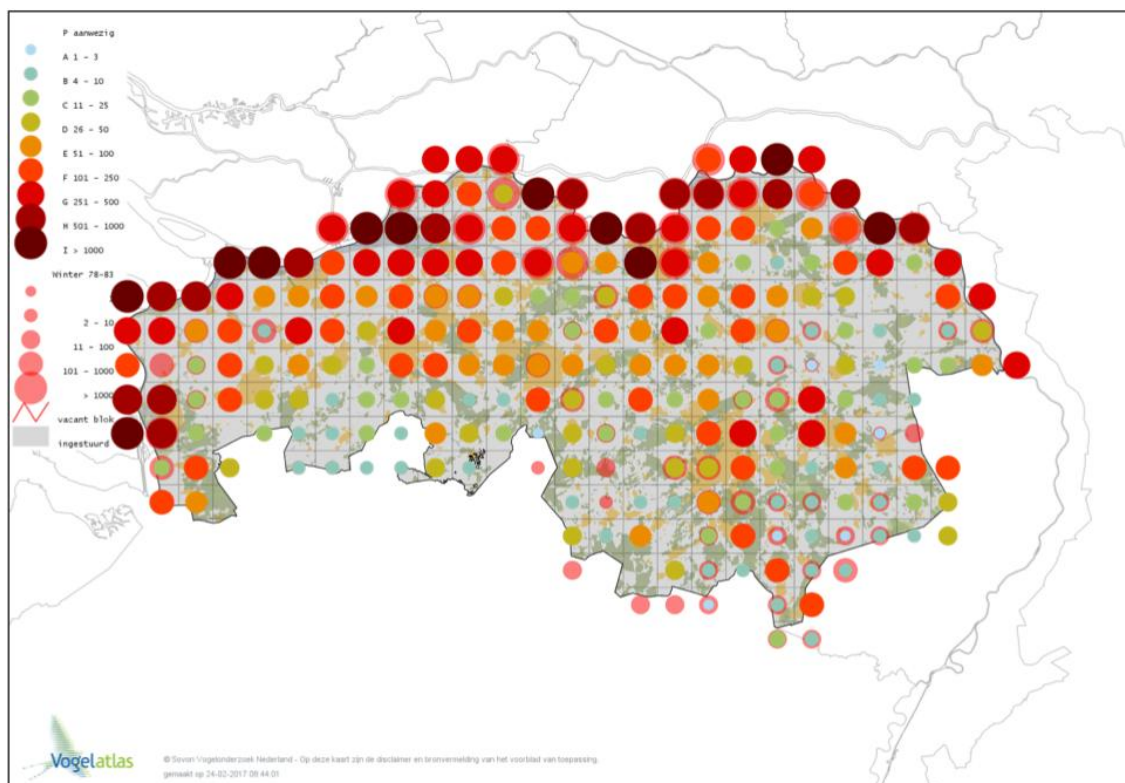 P aanwezig
A 1 - 3
B 4 - 10
C 11 - 25
D 26 - 50
E 51 - 100
F 101 - 250
G 251 - 500
H 501 - 1000
I > 1000
Winter 78-83
2 - 10
11 - 100
101 - 1000
> 1000
vacant blok
ingestuurd
Vogelatlas
© Sovon Vogelonderzoek Nederland - Op deze kaart zijn de disclaimer en bronvermelding van het voorblad van toepassing.
gemaakt op 24-02-2017 08:44:01